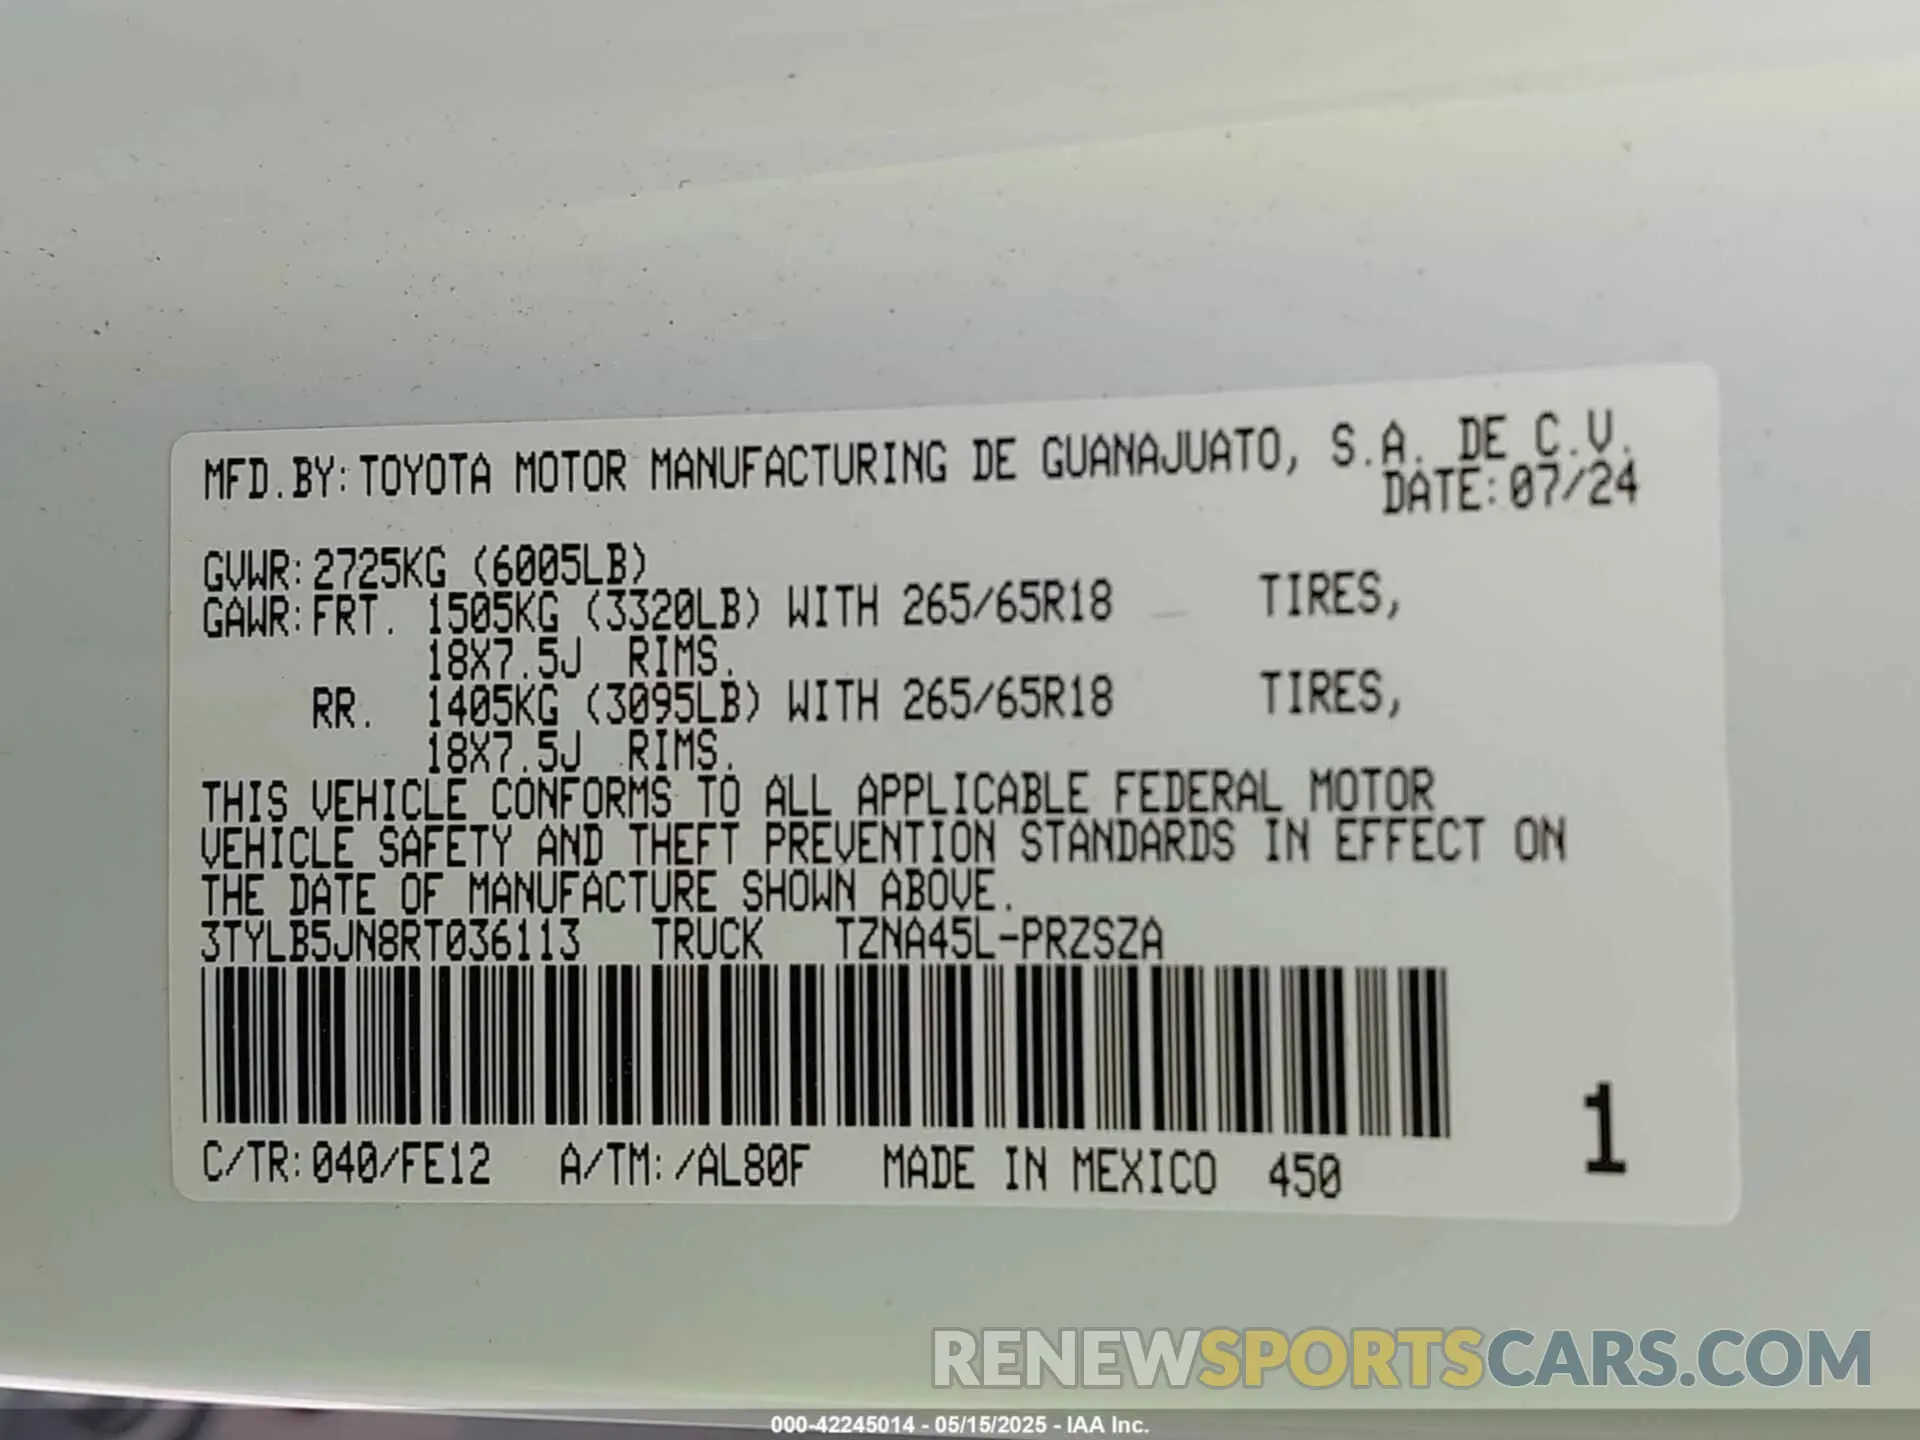 MFD.BY:TOYOTA MOTOR MANUFACTURING DE GUANAJUATO, S.A. DE C.V.
DATE:07/24
GVWR:2725KG (6005LB)
GAWR:FRT. 1505KG (3320LB) WITH 265/65R18 TIRES,
18X7.5J RIMS.
RR. 1405KG (3095LB) WITH 265/65R18 TIRES,
18X7.5J RIMS.
THIS VEHICLE CONFORMS TO ALL APPLICABLE FEDERAL MOTOR
VEHICLE SAFETY AND THEFT PREVENTION STANDARDS IN EFFECT ON
THE DATE OF MANUFACTURE SHOWN ABOVE.
3TYLB5JN8RT036113 TRUCK TZNA45L-PRZSZA
1
C/TR:040/FE12 A/TM:/AL80F MADE IN MEXICO 450
RENEWSPORTSCARS.COM
000-42245014 - 05/15/2025 - IAA Inc.